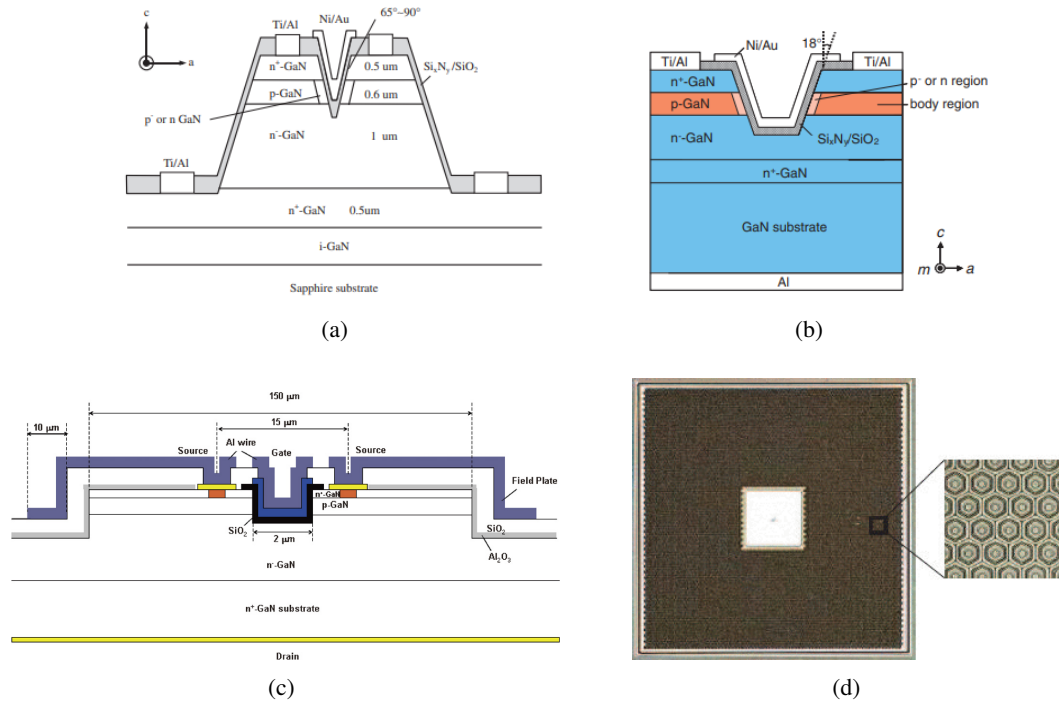 c
a
Ti/Al
Ni/Au
65°−90°
n⁺-GaN
0.5 um
SiₓNᵧ/SiO₂
p-GaN
0.6 um
p⁻ or n GaN
n⁻-GaN
1 um
Ti/Al
n⁺-GaN 0.5um
i-GaN
Sapphire substrate
(a)
Ni/Au
18°
Ti/Al
Ti/Al
n⁺-GaN
p⁻ or n region
p-GaN
body region
n⁻-GaN
SiₓNᵧ/SiO₂
n⁺-GaN
GaN substrate
c
m
a
Al
(b)
150 μm
10 μm
15 μm
Source
Al wire
Gate
Source
Field Plate
n⁺-GaN
p-GaN
SiO₂
SiO₂
2 μm
Al₂O₃
n⁻-GaN
n⁺-GaN substrate
Drain
(c)
(d)